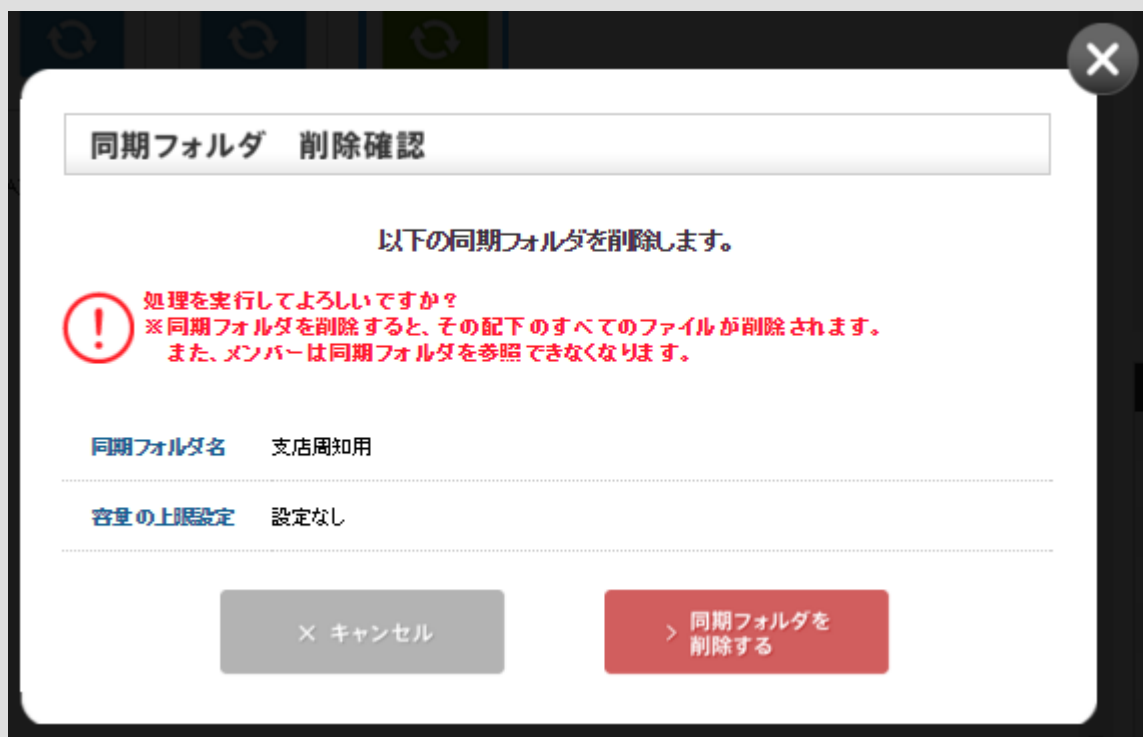 同期フォルダ　削除確認
以下の同期フォルダを削除します。
処理を実行してよろしいですか？
※同期フォルダを削除すると、その配下のすべてのファイルが削除されます。
また、メンバーは同期フォルダを参照できなくなります。
同期フォルダ名　支店周知用
容量の上限設定　設定なし
× キャンセル
> 同期フォルダを
削除する